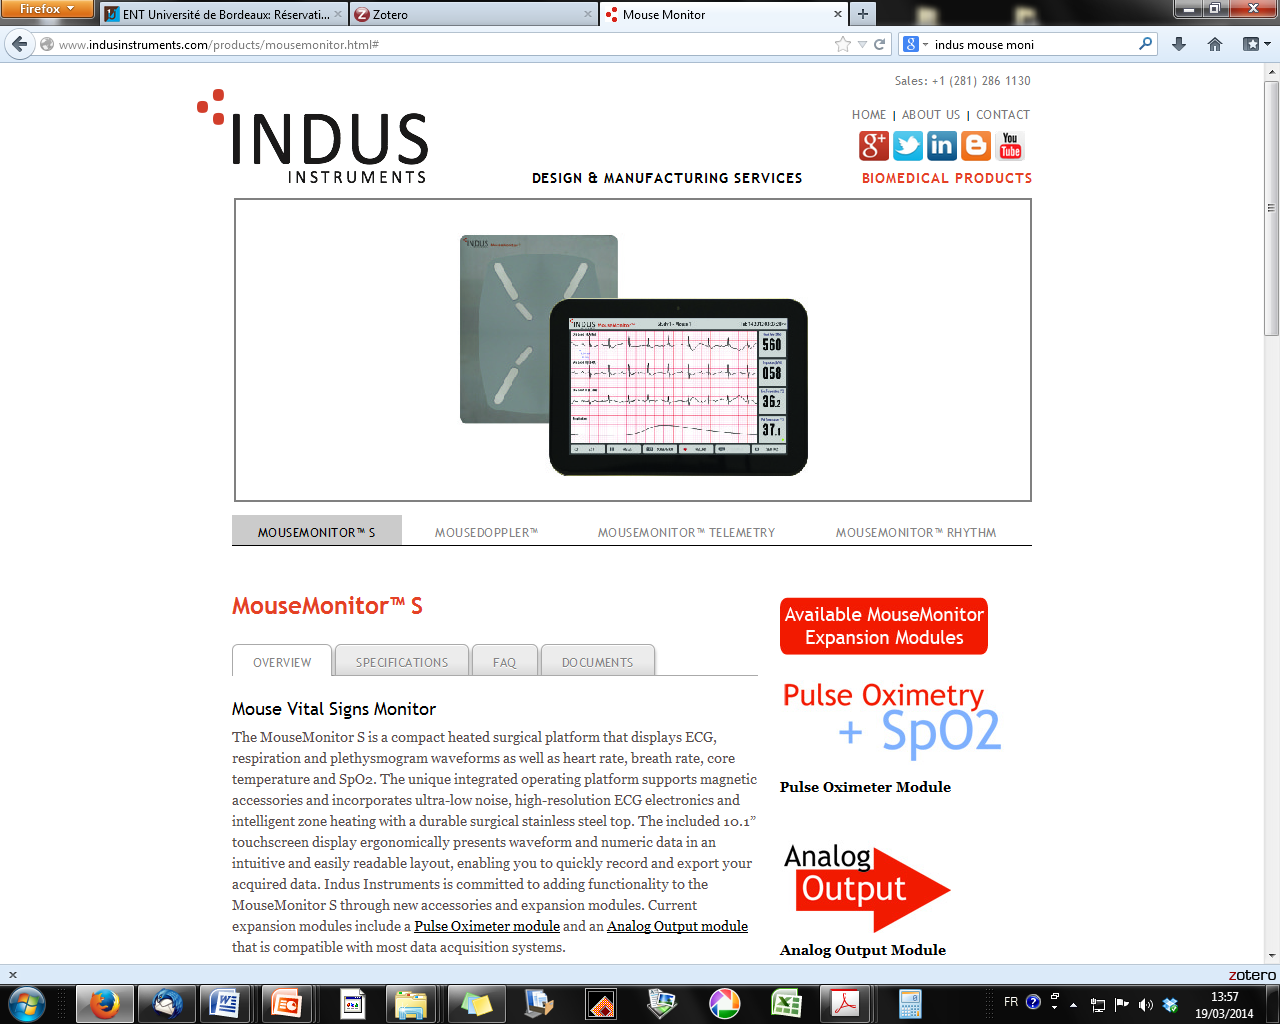 Firefox
ENT Université de Bordeaux: Réservati...
Zotero
Mouse Monitor
www.indusinstruments.com/products/mousemonitor.html#
indus mouse moni
Sales: +1 (281) 286 1130
HOME | ABOUT US | CONTACT
You
Tube
INDUS
INSTRUMENTS
DESIGN & MANUFACTURING SERVICES
BIOMEDICAL PRODUCTS
INDUS MouseMonitor™
INDUS MouseMonitor™
560
058
36.2
37.1
MOUSEMONITOR™ S
MOUSEDOPPLER™
MOUSEMONITOR™ TELEMETRY
MOUSEMONITOR™ RHYTHM
MouseMonitor™ S
OVERVIEW
SPECIFICATIONS
FAQ
DOCUMENTS
Mouse Vital Signs Monitor
The MouseMonitor S is a compact heated surgical platform that displays ECG,
respiration and plethysmogram waveforms as well as heart rate, breath rate, core
temperature and SpO2. The unique integrated operating platform supports magnetic
accessories and incorporates ultra-low noise, high-resolution ECG electronics and
intelligent zone heating with a durable surgical stainless steel top. The included 10.1”
touchscreen display ergonomically presents waveform and numeric data in an
intuitive and easily readable layout, enabling you to quickly record and export your
acquired data. Indus Instruments is committed to adding functionality to the
MouseMonitor S through new accessories and expansion modules. Current
expansion modules include a Pulse Oximeter module and an Analog Output module
that is compatible with most data acquisition systems.
Available MouseMonitor
Expansion Modules
Pulse Oximetry
+ SpO2
Pulse Oximeter Module
Analog
Output
Analog Output Module
zotero
FR
13:57
19/03/2014